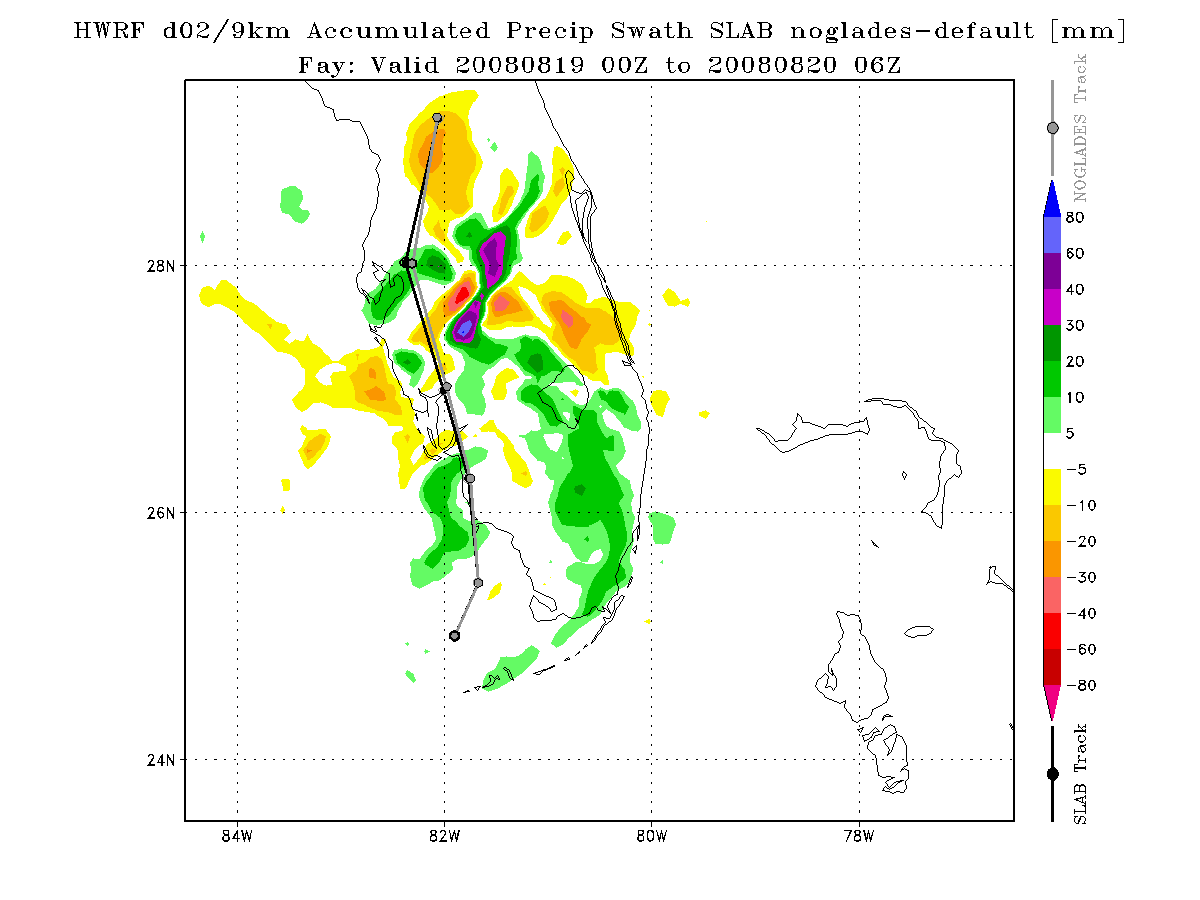 HWRF d02/9km Accumulated Precip Swath SLAB noglades-default [mm]
Fay: Valid 20080819 00Z to 20080820 06Z
NOGLADES Track
80
60
40
30
20
10
5
-5
-10
-20
-30
-40
-60
-80
SLAB Track
28N
26N
24N
84W 82W 80W 78W